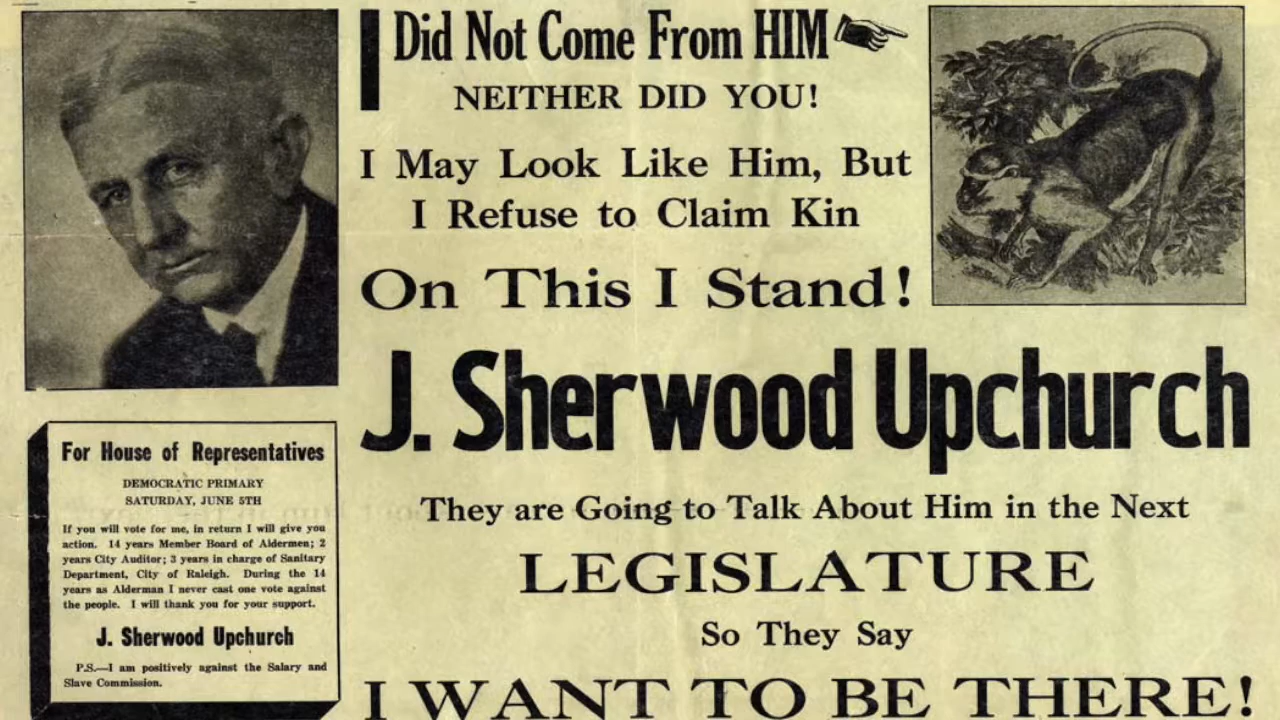 I Did Not Come From HIM
NEITHER DID YOU!
I May Look Like Him, But
I Refuse to Claim Kin
On This I Stand!
J. Sherwood Upchurch
They are Going to Talk About Him in the Next
LEGISLATURE
So They Say
I WANT TO BE THERE!
For House of Representatives
DEMOCRATIC PRIMARY
SATURDAY, JUNE 5TH
If you will vote for me, in return I will give you
action. 14 years Member Board of Aldermen; 2
years City Auditor; 3 years in charge of Sanitary
Department, City of Raleigh. During the 14
years as Alderman I never cast one vote against
the people. I will thank you for your support.
J. Sherwood Upchurch
P.S.—I am positively against the Salary and
Slave Commission.